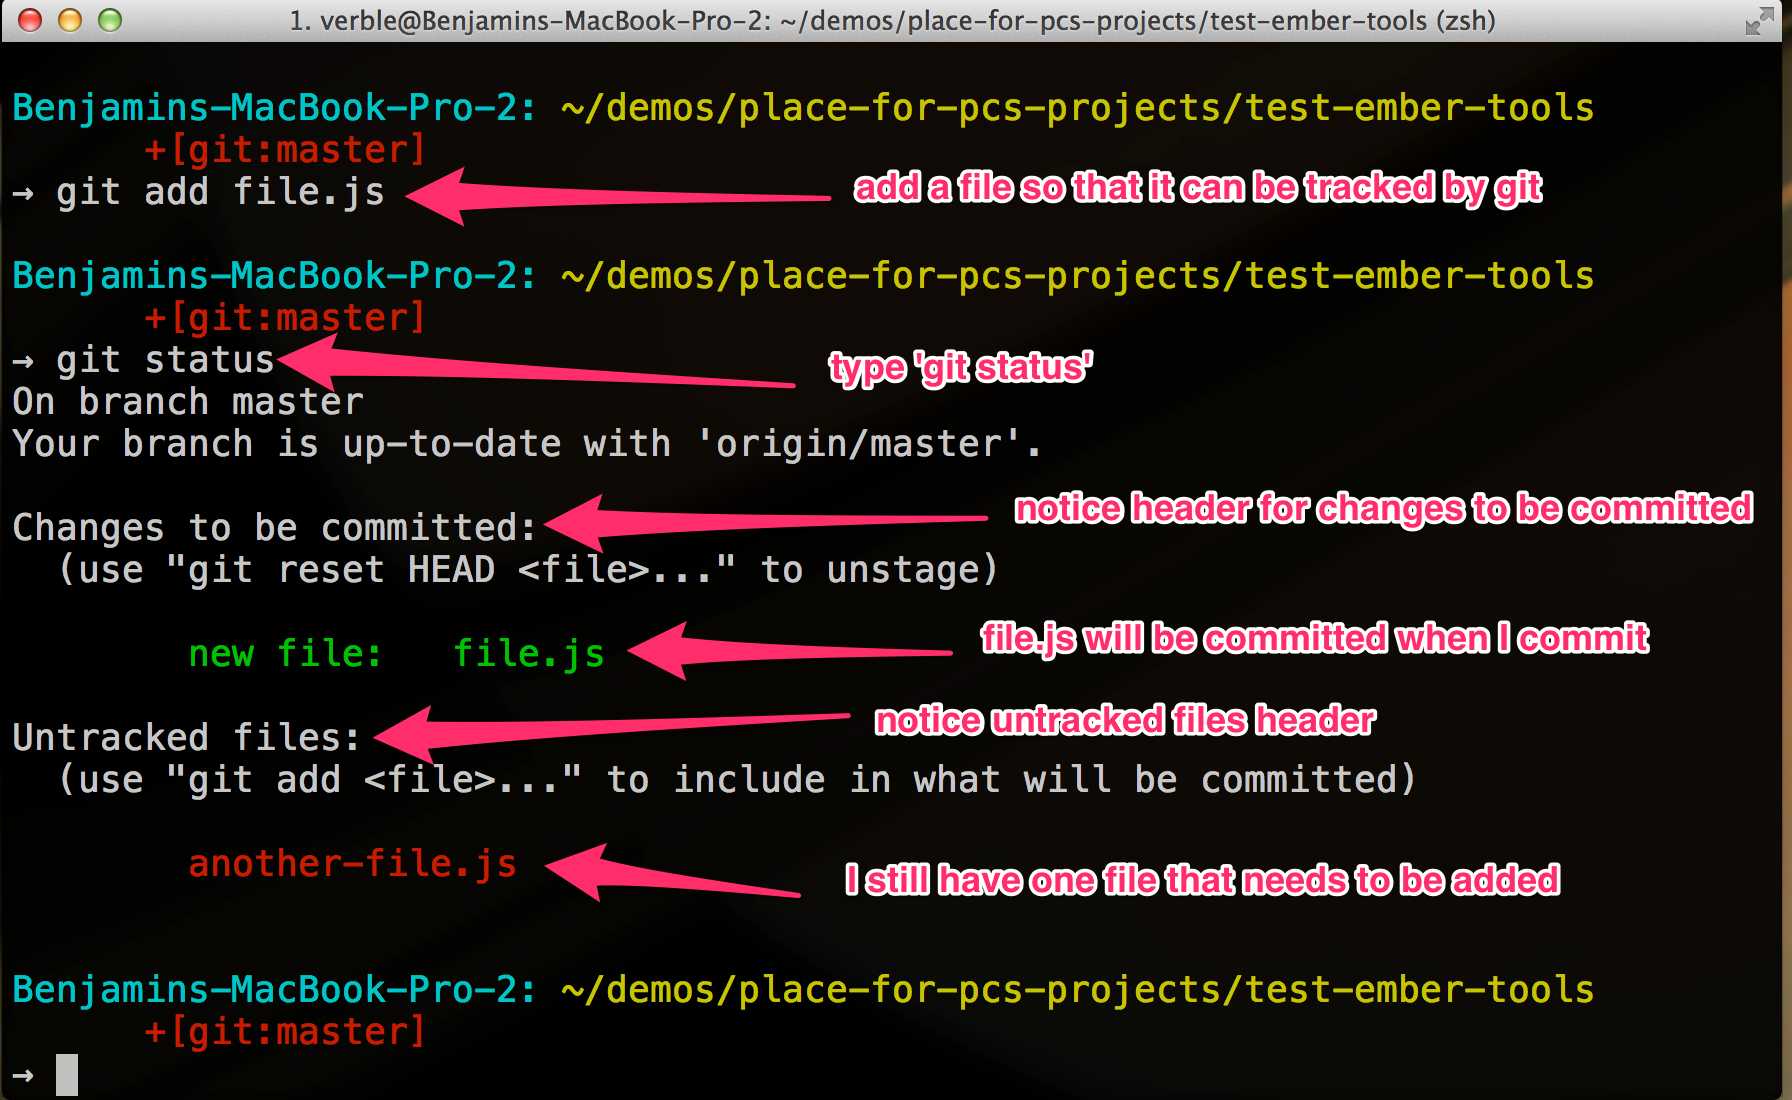 1. verble@Benjamins-MacBook-Pro-2: ~/demos/place-for-pcs-projects/test-ember-tools (zsh)
Benjamins-MacBook-Pro-2: ~/demos/place-for-pcs-projects/test-ember-tools
+[git:master]
→ git add file.js
add a file so that it can be tracked by git
Benjamins-MacBook-Pro-2: ~/demos/place-for-pcs-projects/test-ember-tools
+[git:master]
→ git status
type 'git status'
On branch master
Your branch is up-to-date with 'origin/master'.
Changes to be committed:
notice header for changes to be committed
(use "git reset HEAD <file>..." to unstage)
new file:   file.js
file.js will be committed when I commit
Untracked files:
notice untracked files header
(use "git add <file>..." to include in what will be committed)
another-file.js
I still have one file that needs to be added
Benjamins-MacBook-Pro-2: ~/demos/place-for-pcs-projects/test-ember-tools
+[git:master]
→